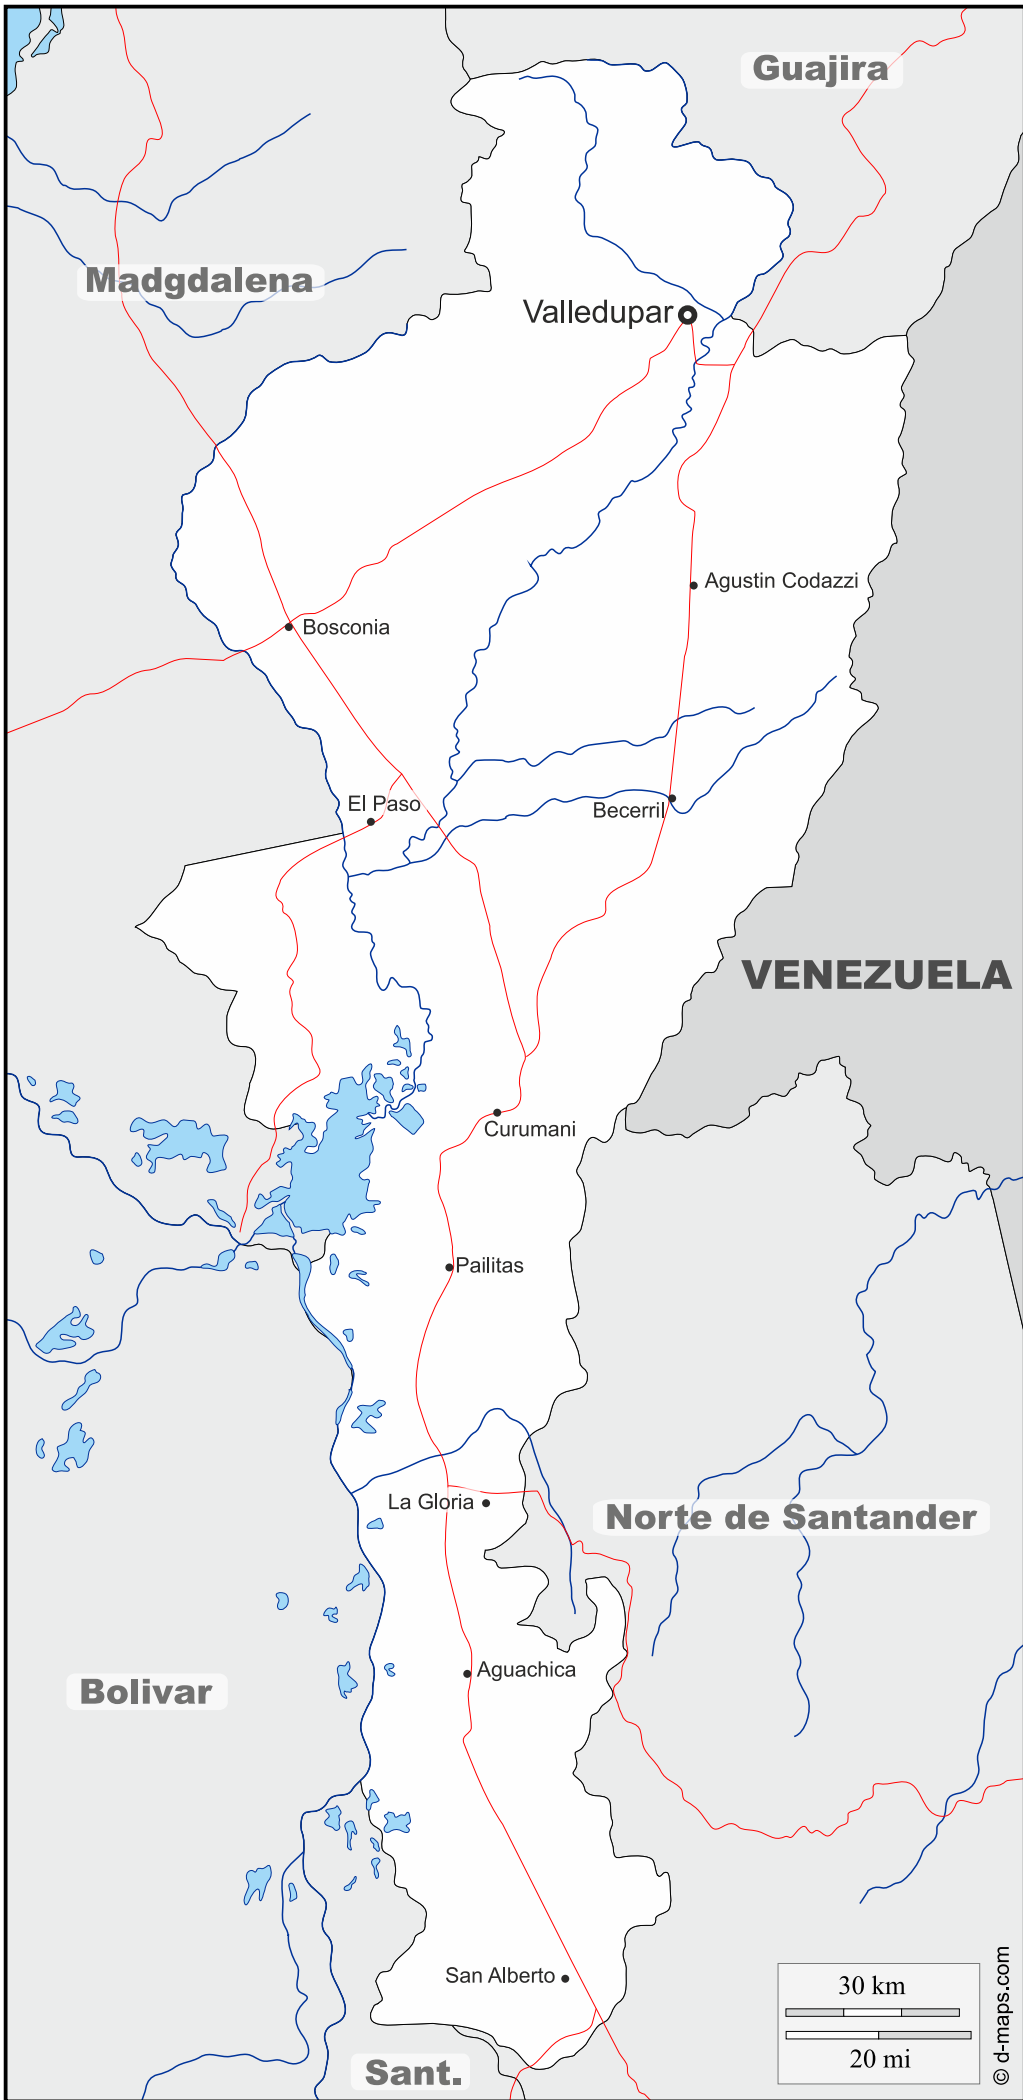 Guajira
Madgdalena
Valledupar
Agustin Codazzi
Bosconia
El Paso
Becerril
VENEZUELA
Curumani
Pailitas
La Gloria
Norte de Santander
Aguachica
Bolivar
San Alberto
30 km
20 mi
Sant.
© d-maps.com